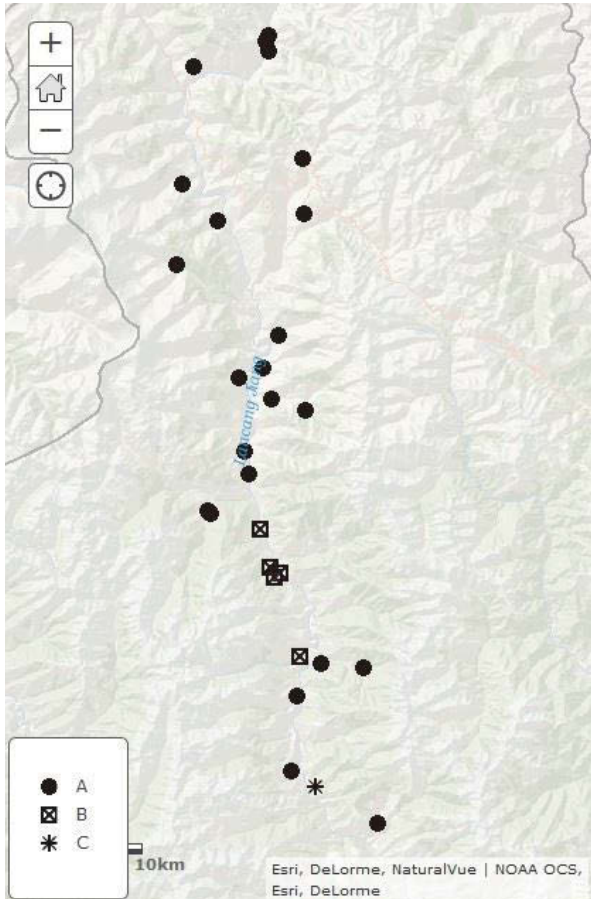 +
−
Lancang Jiang
A
B
C
10km
Esri, DeLorme, NaturalVue | NOAA OCS,
Esri, DeLorme